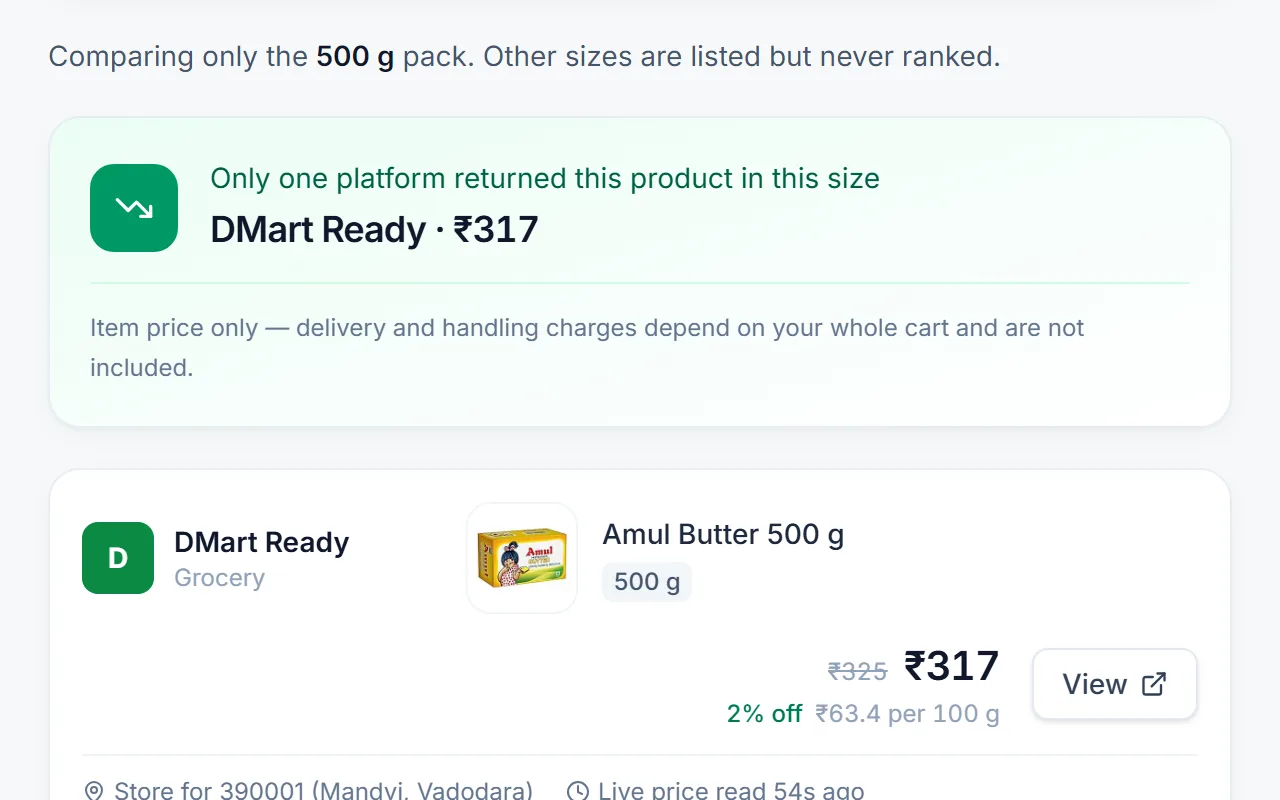 Comparing only the 500 g pack. Other sizes are listed but never ranked.
Only one platform returned this product in this size
DMart Ready · ₹317
Item price only — delivery and handling charges depend on your whole cart and are not
included.
D
DMart Ready
Grocery
Amul
BUTTER
Amul Butter 500 g
500 g
₹325 ₹317
2% off ₹63.4 per 100 g
View
Store for 390001 (Mandvi, Vadodara)
Live price read 54s ago